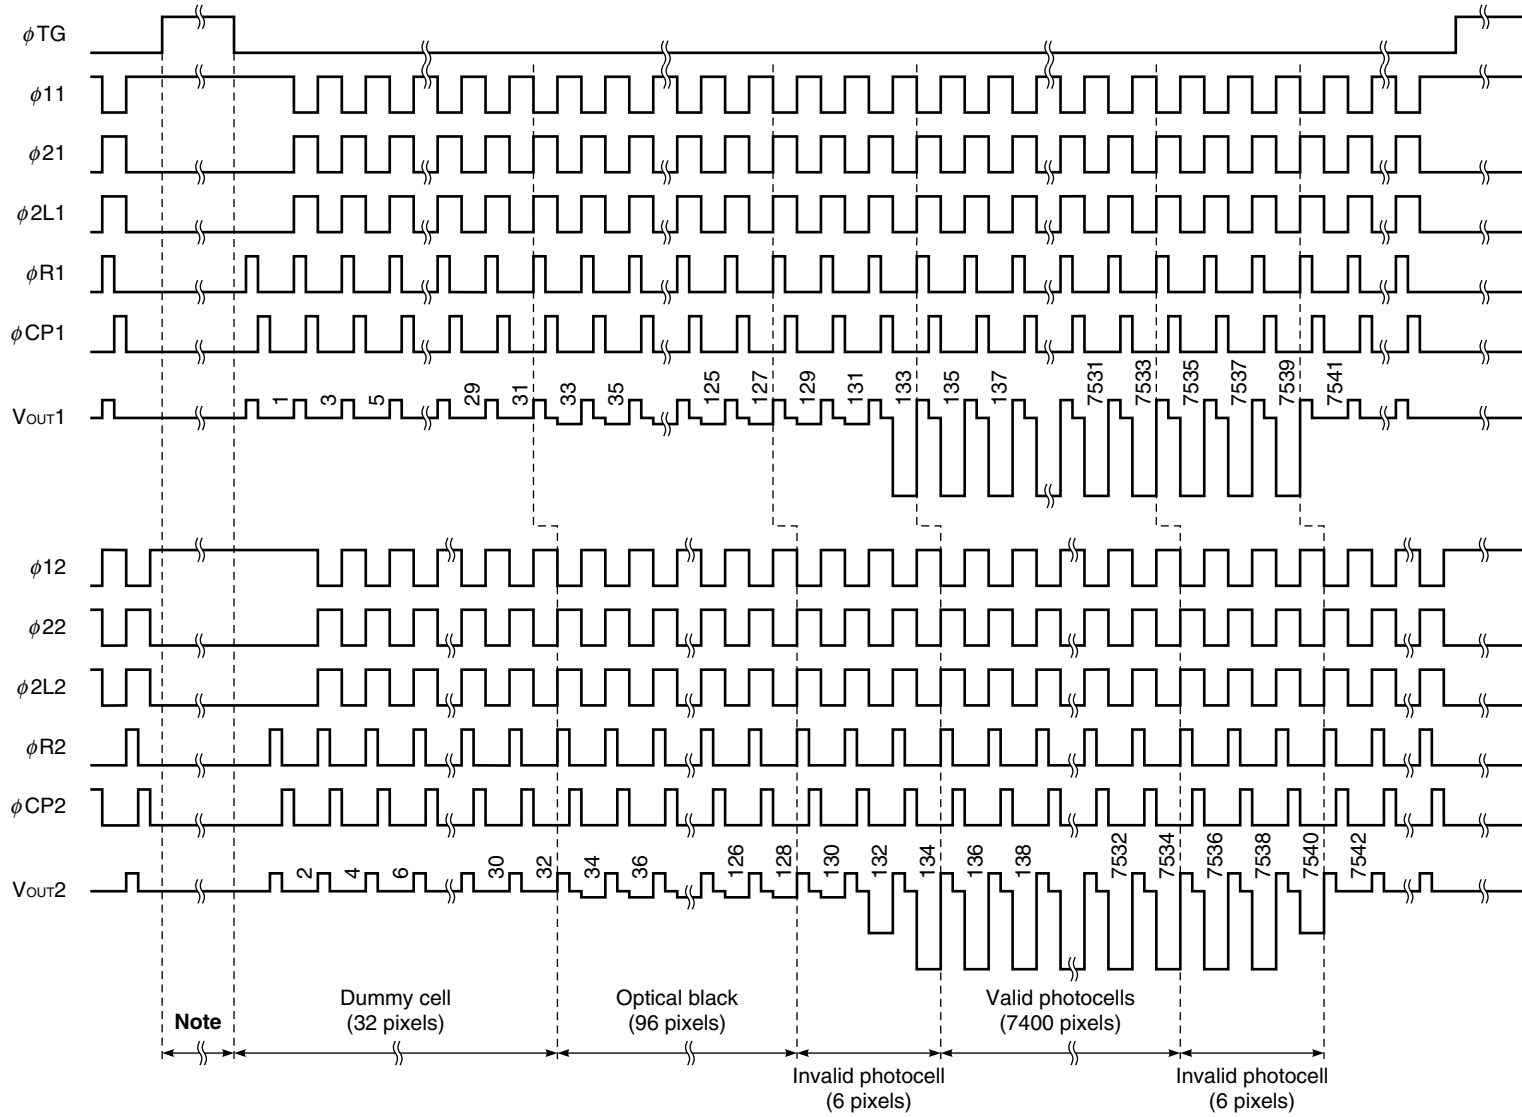 ϕTG
ϕ11
ϕ21
ϕ2L1
ϕR1
ϕCP1
VOUT1
1 3 5 29 31 33 35 125 127 129 131 133 135 137 7531 7533 7535 7537 7539 7541
ϕ12
ϕ22
ϕ2L2
ϕR2
ϕCP2
VOUT2
2 4 6 30 32 34 36 126 128 130 132 134 136 138 7532 7534 7536 7538 7540 7542
Note
Dummy cell
(32 pixels)
Optical black
(96 pixels)
Valid photocells
(7400 pixels)
Invalid photocell
(6 pixels)
Invalid photocell
(6 pixels)